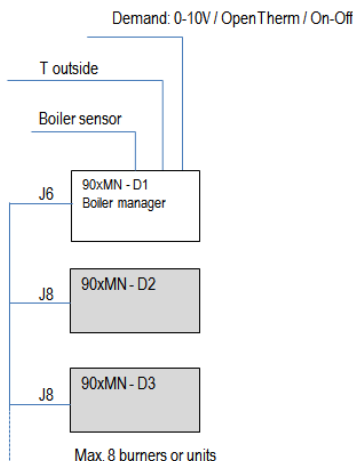 Demand: 0-10V / OpenTherm / On-Off
T outside
Boiler sensor
J6
90xMN - D1
Boiler manager
J8
90xMN - D2
J8
90xMN - D3
Max. 8 burners or units